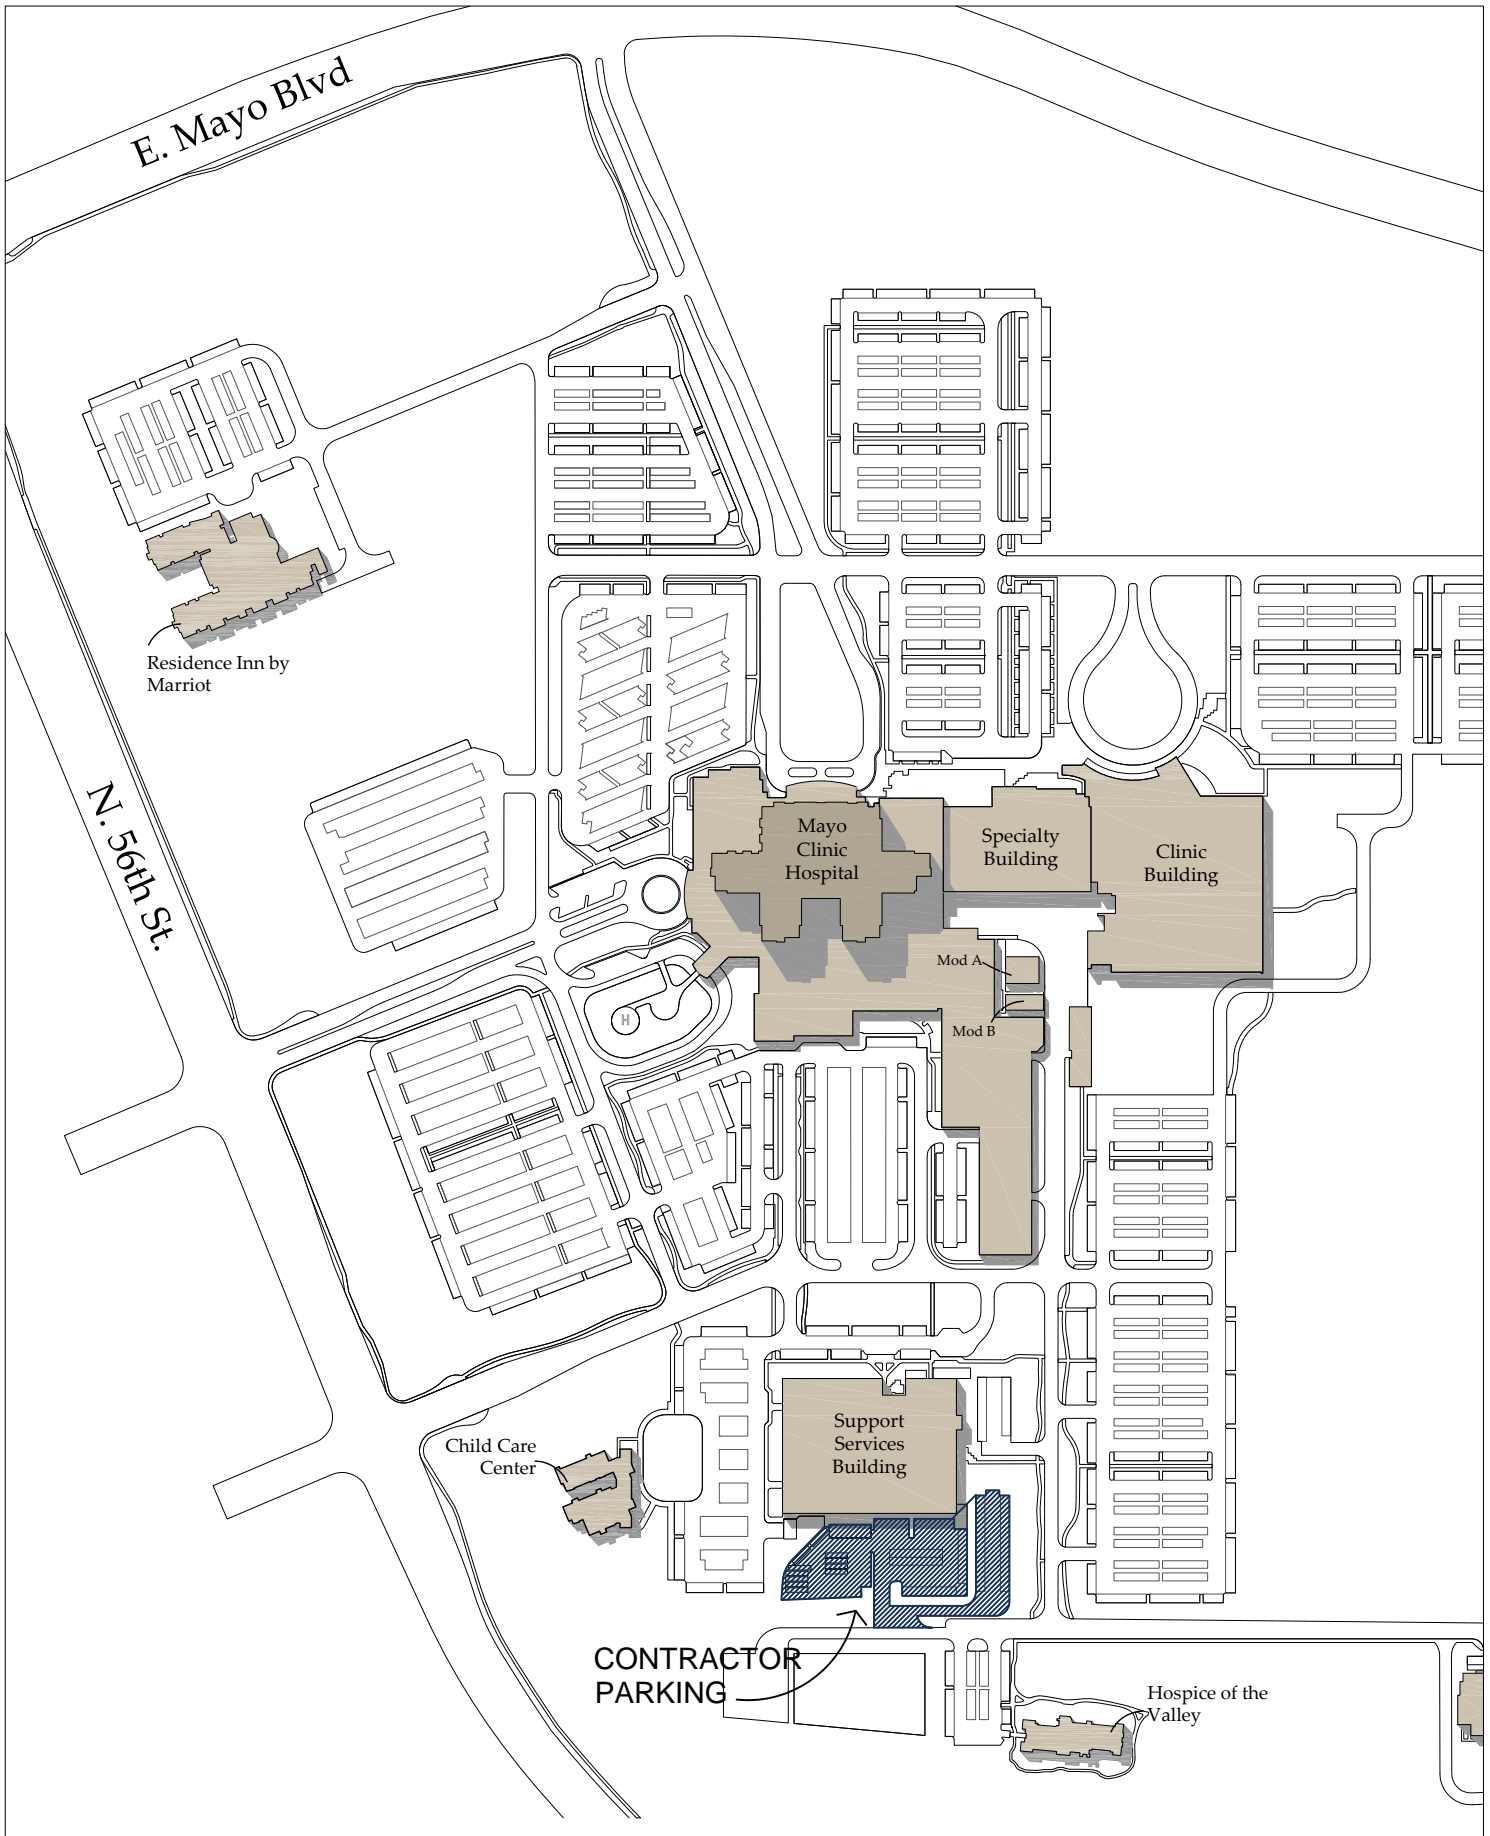 E. Mayo Blvd
Residence Inn by
Marriot
N. 56th St.
Mayo
Clinic
Hospital
Specialty
Building
Clinic
Building
Mod A
Mod B
H
Support
Services
Building
Child Care
Center
CONTRACTOR
PARKING
Hospice of the
Valley